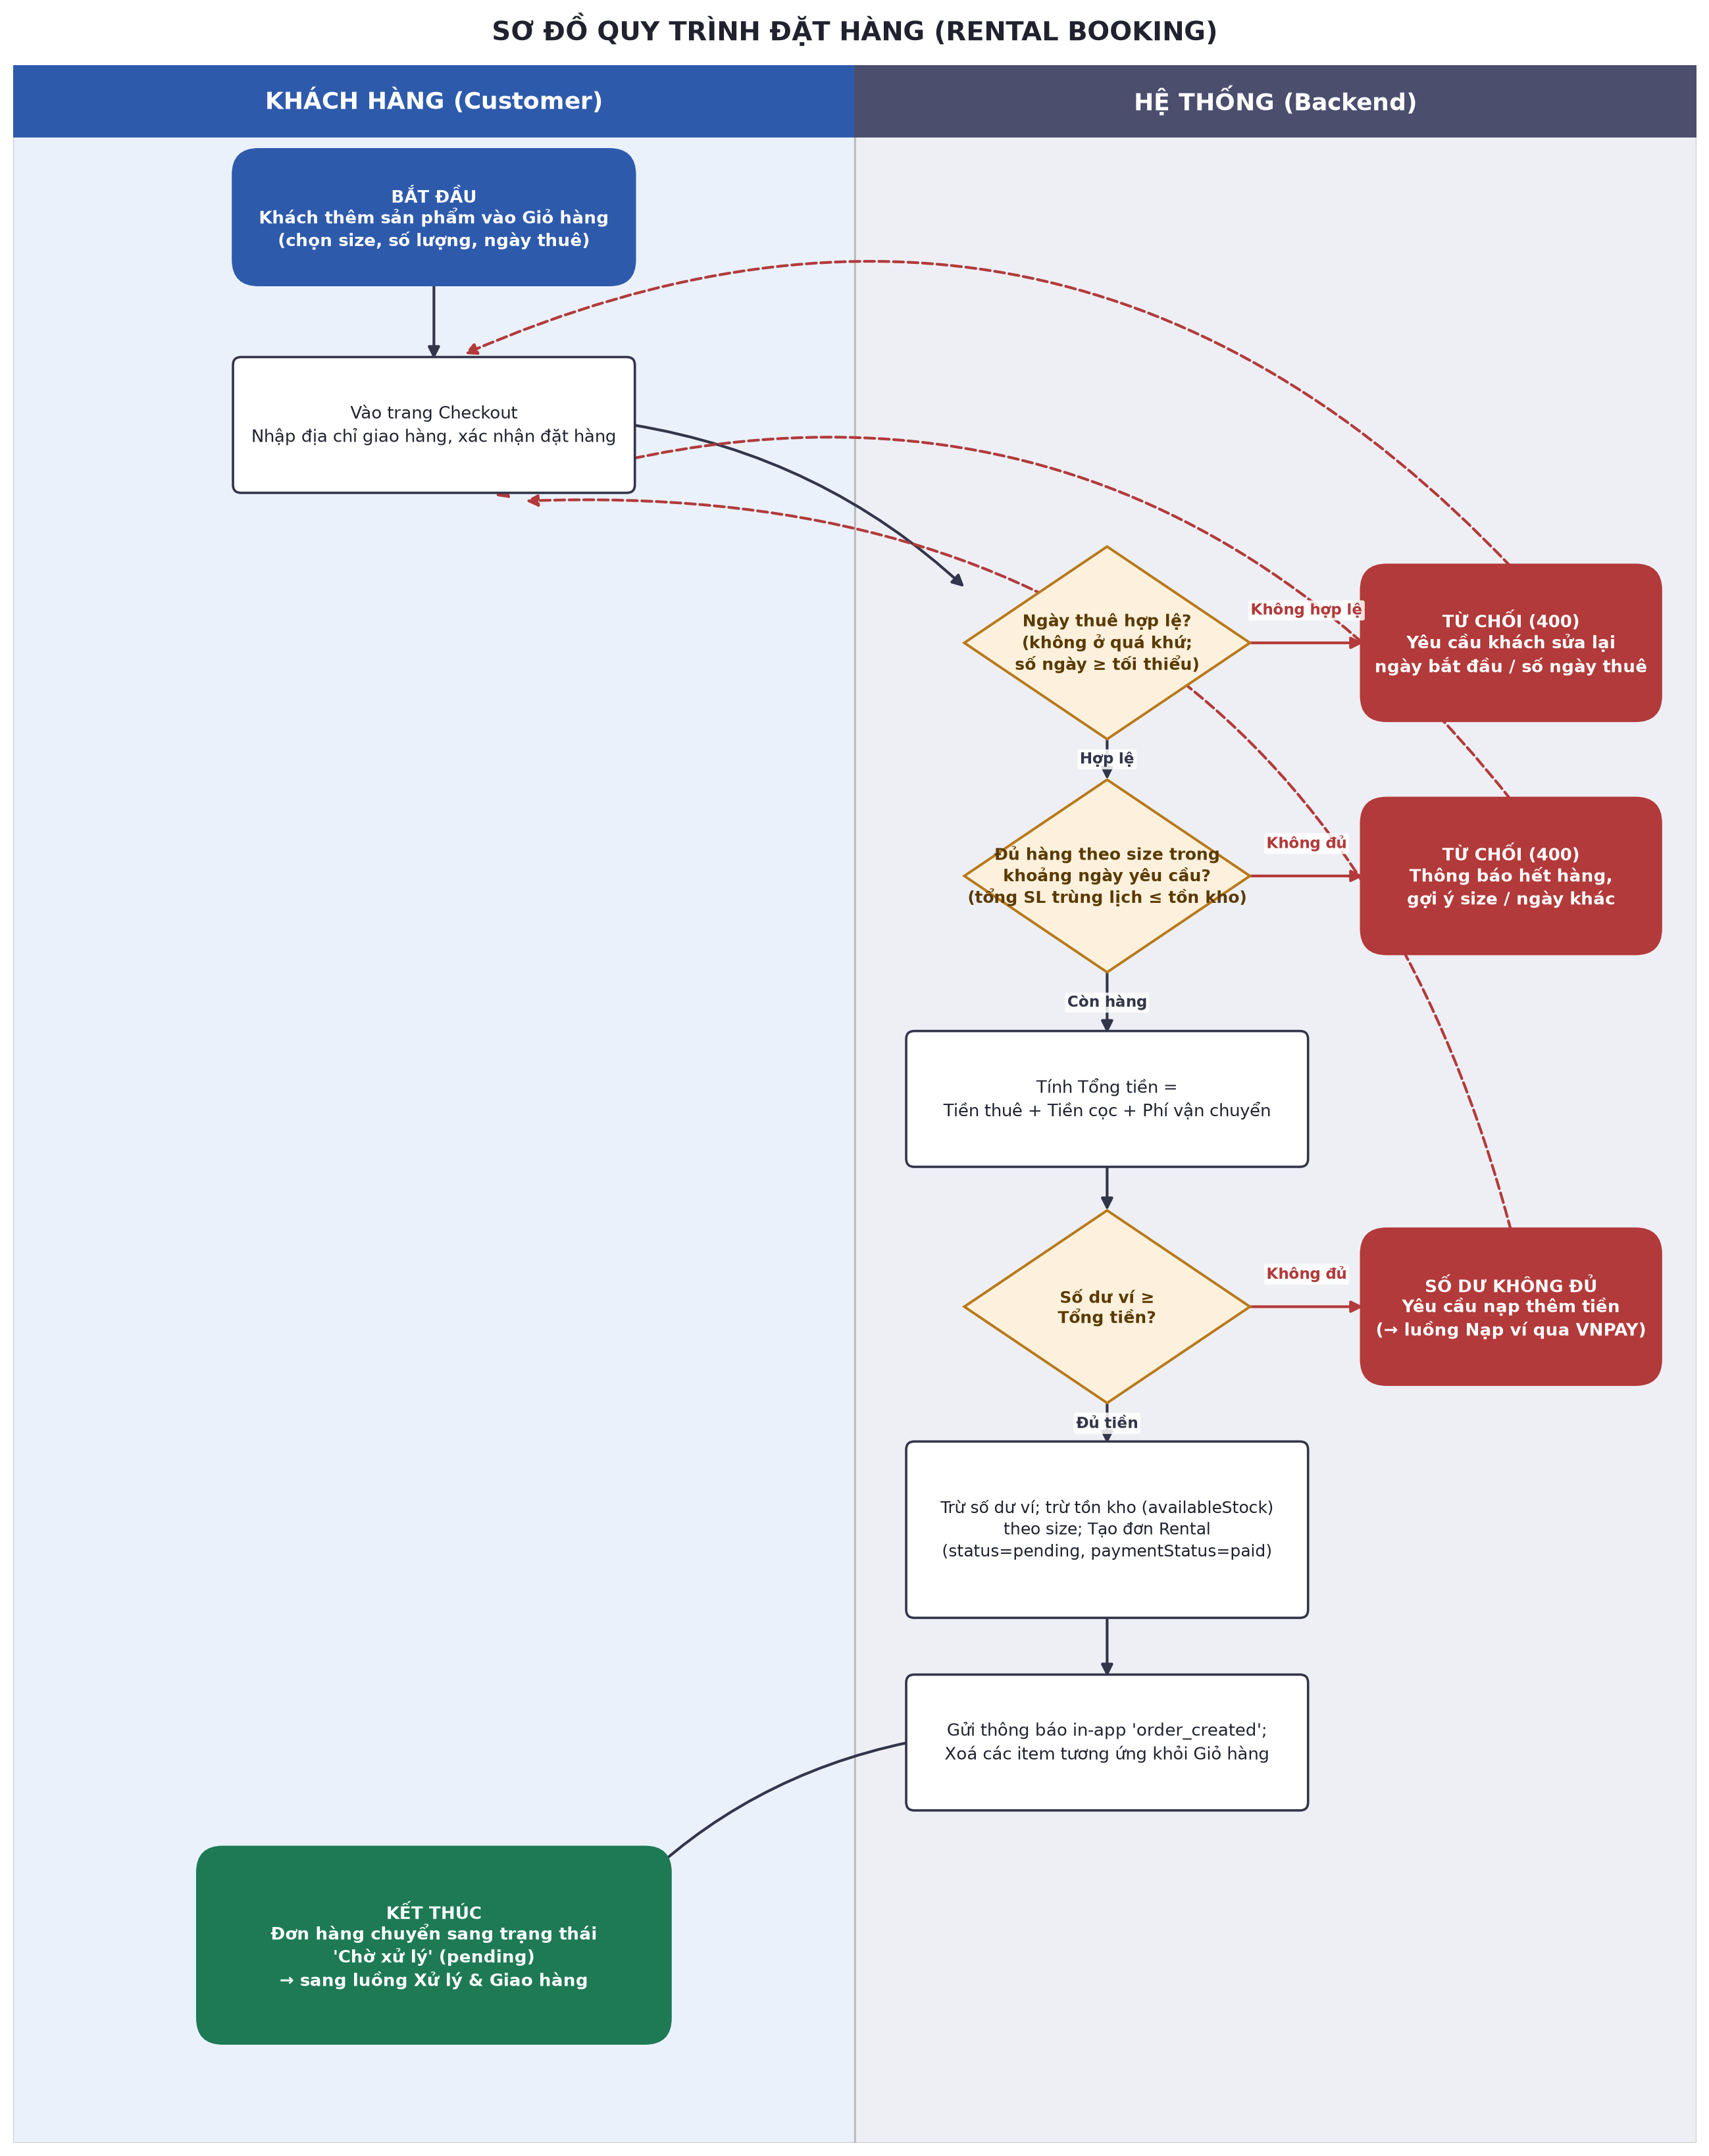 SƠ ĐỒ QUY TRÌNH ĐẶT HÀNG (RENTAL BOOKING)
KHÁCH HÀNG (Customer)
HỆ THỐNG (Backend)
BẮT ĐẦU
Khách thêm sản phẩm vào Giỏ hàng
(chọn size, số lượng, ngày thuê)
Vào trang Checkout
Nhập địa chỉ giao hàng, xác nhận đặt hàng
Ngày thuê hợp lệ?
(không ở quá khứ;
số ngày ≥ tối thiểu)
Không hợp lệ
TỪ CHỐI (400)
Yêu cầu khách sửa lại
ngày bắt đầu / số ngày thuê
Hợp lệ
Đủ hàng theo size trong
khoảng ngày yêu cầu?
(tổng SL trùng lịch ≤ tồn kho)
Không đủ
TỪ CHỐI (400)
Thông báo hết hàng,
gợi ý size / ngày khác
Còn hàng
Tính Tổng tiền =
Tiền thuê + Tiền cọc + Phí vận chuyển
Số dư ví ≥
Tổng tiền?
Không đủ
SỐ DƯ KHÔNG ĐỦ
Yêu cầu nạp thêm tiền
(→ luồng Nạp ví qua VNPAY)
Đủ tiền
Trừ số dư ví; trừ tồn kho (availableStock)
theo size; Tạo đơn Rental
(status=pending, paymentStatus=paid)
Gửi thông báo in-app 'order_created';
Xoá các item tương ứng khỏi Giỏ hàng
KẾT THÚC
Đơn hàng chuyển sang trạng thái
'Chờ xử lý' (pending)
→ sang luồng Xử lý & Giao hàng